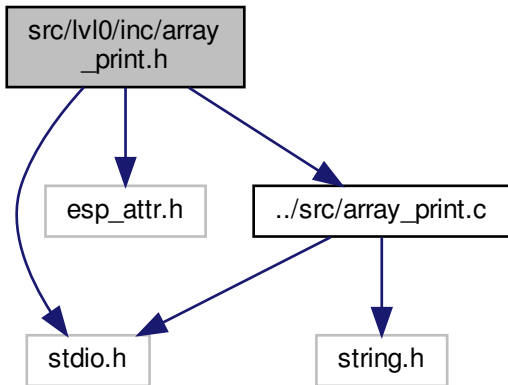 src/lvl0/inc/array
_print.h
esp_attr.h
../src/array_print.c
stdio.h
string.h